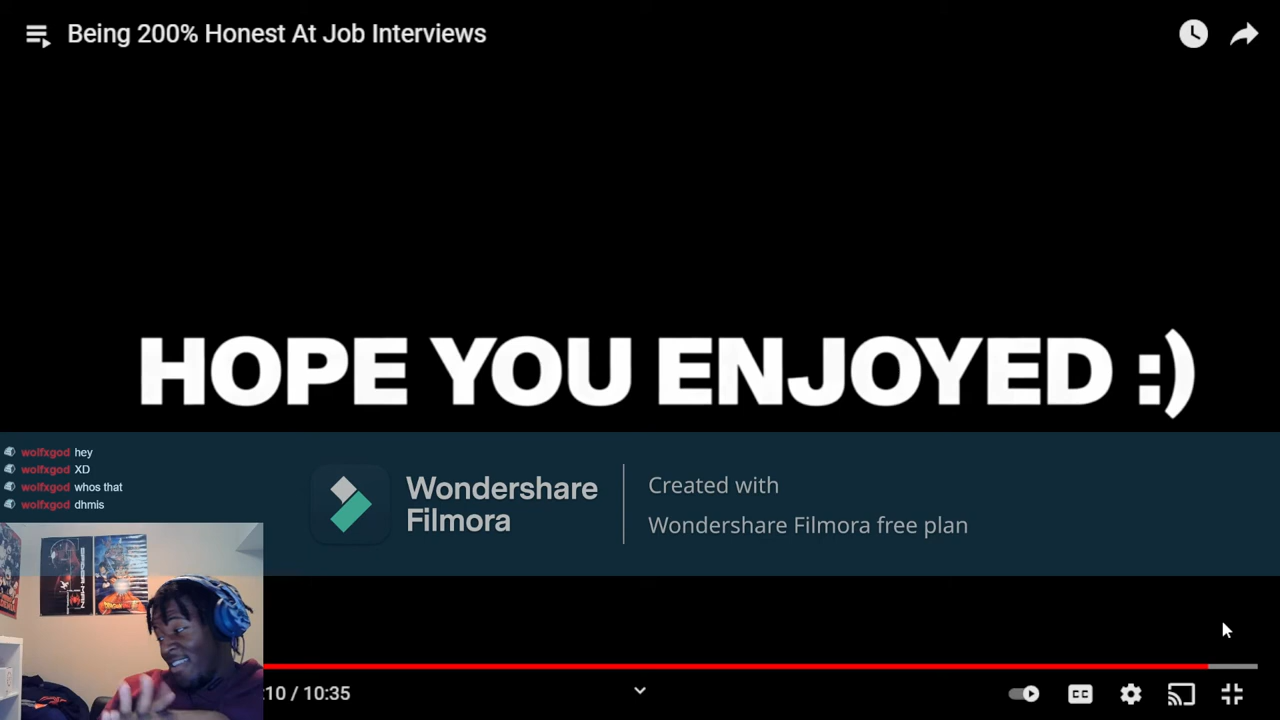 Being 200% Honest At Job Interviews
HOPE YOU ENJOYED :)
wolfxgod hey
wolfxgod XD
wolfxgod whos that
wolfxgod dhmis
Wondershare
Filmora
Created with
Wondershare Filmora free plan
:10 / 10:35
CC